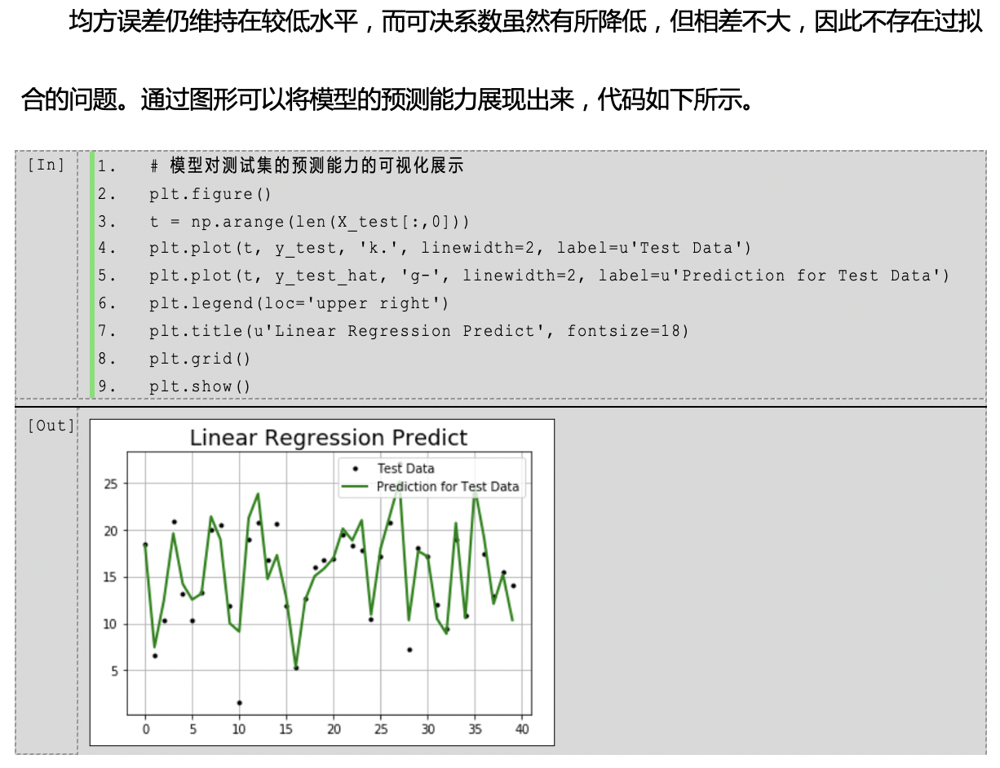 均方误差仍维持在较低水平，而可决系数虽然有所降低，但相差不大，因此不存在过拟
合的问题。通过图形可以将模型的预测能力展现出来，代码如下所示。
[In]
1. # 模型对测试集的预测能力的可视化展示
2. plt.figure()
3. t = np.arange(len(X_test[:,0]))
4. plt.plot(t, y_test, 'k.', linewidth=2, label=u'Test Data')
5. plt.plot(t, y_test_hat, 'g-', linewidth=2, label=u'Prediction for Test Data')
6. plt.legend(loc='upper right')
7. plt.title(u'Linear Regression Predict', fontsize=18)
8. plt.grid()
9. plt.show()
[Out]
Linear Regression Predict
Test Data
Prediction for Test Data
25
20
15
10
5
0 5 10 15 20 25 30 35 40